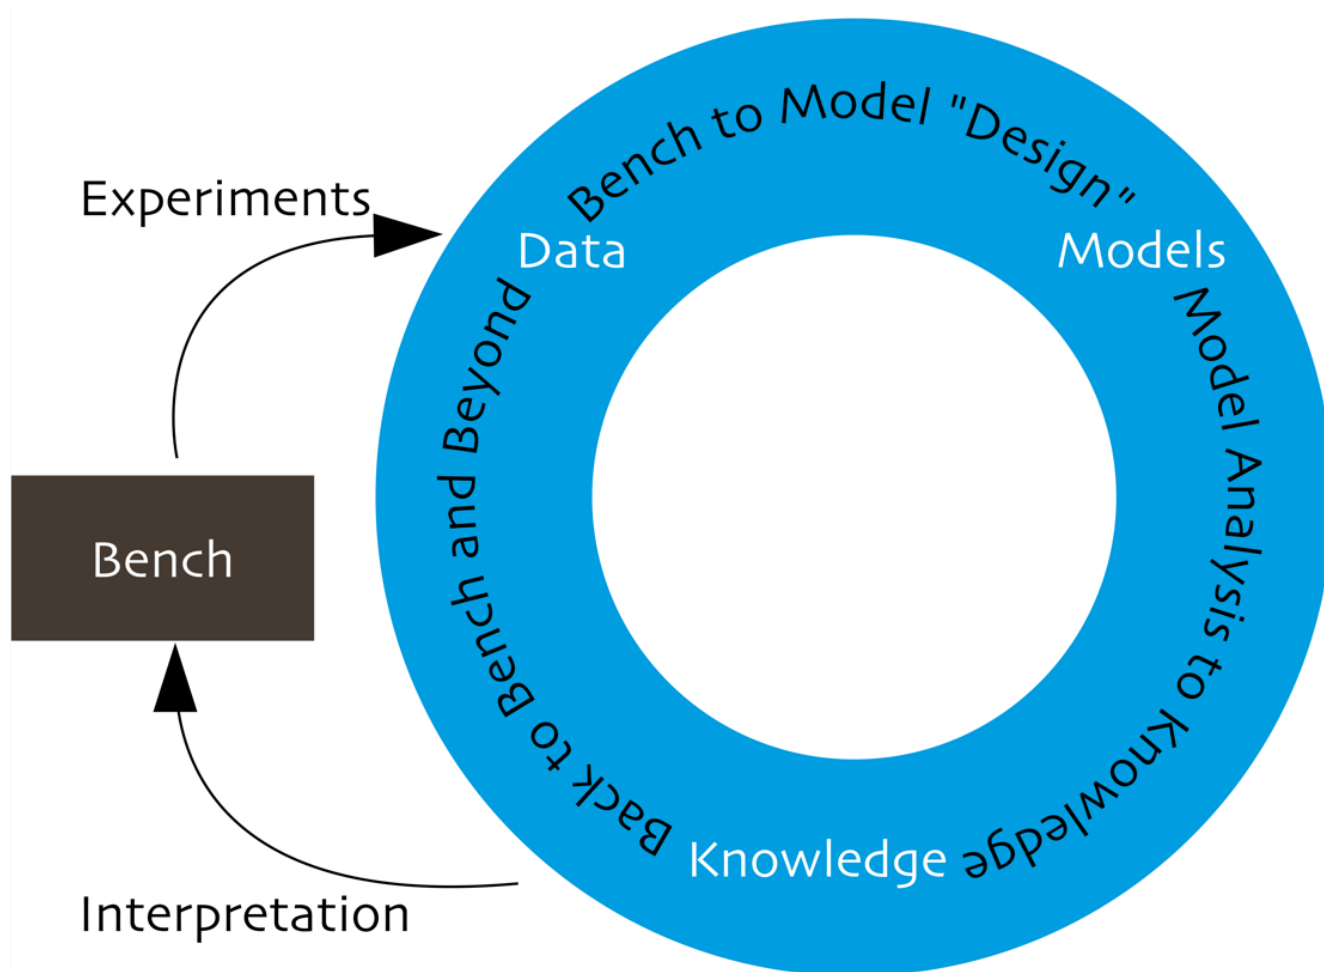 Bench to Model "Design"
Experiments
Data
Models
Model Analysis to Knowledge
Back to Bench and Beyond
Bench
Knowledge
Interpretation